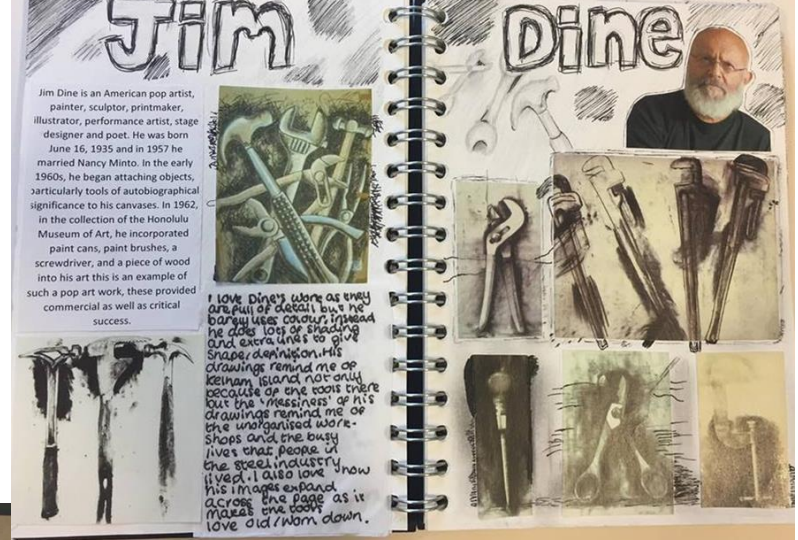 Jim Dine
Jim Dine is an American pop artist,
painter, sculptor, printmaker,
illustrator, performance artist, stage
designer and poet. He was born
June 16, 1935 and in 1957 he
married Nancy Minto. In the early
1960s, he began attaching objects,
particularly tools of autobiographical
significance to his canvases. In 1962,
in the collection of the Honolulu
Museum of Art, he incorporated
paint cans, paint brushes, a
screwdriver, and a piece of wood
into his art this is an example of
such a pop art work, these provided
commercial as well as critical
success.
I love Dine's work as they
are full of detail but he
barely uses colour, instead
he does lots of shading
and extra lines to give
shape/definition. His
drawings remind me of
Kelham Island not only
because of the tools there
but the 'messiness' of his
drawings remind me of
the unorganised work-
shops and the busy
lives that people in
the steel industry
lived. I also love how
his images expand
across the page as it
makes the tools
love old/worn down.